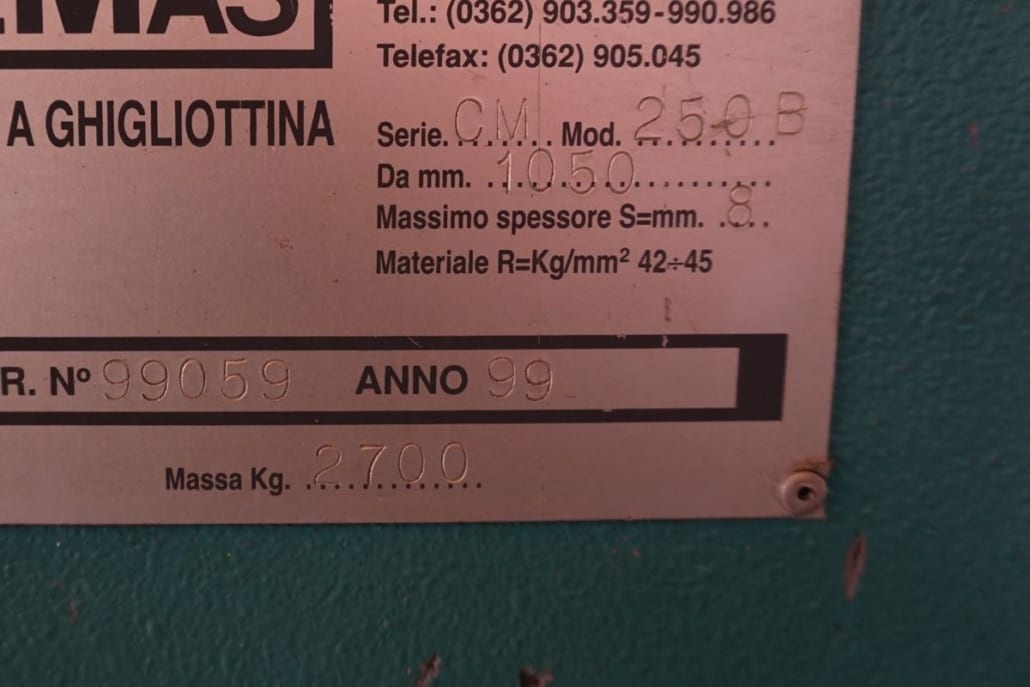 .MAS
Tel.: (0362) 903.359-990.986
Telefax: (0362) 905.045
A GHIGLIOTTINA
Serie. CM Mod. 250 B
Da mm. 1050
Massimo spessore S=mm. 8
Materiale R=Kg/mm² 42÷45
R. Nº 99059 ANNO 99
Massa Kg. 2700